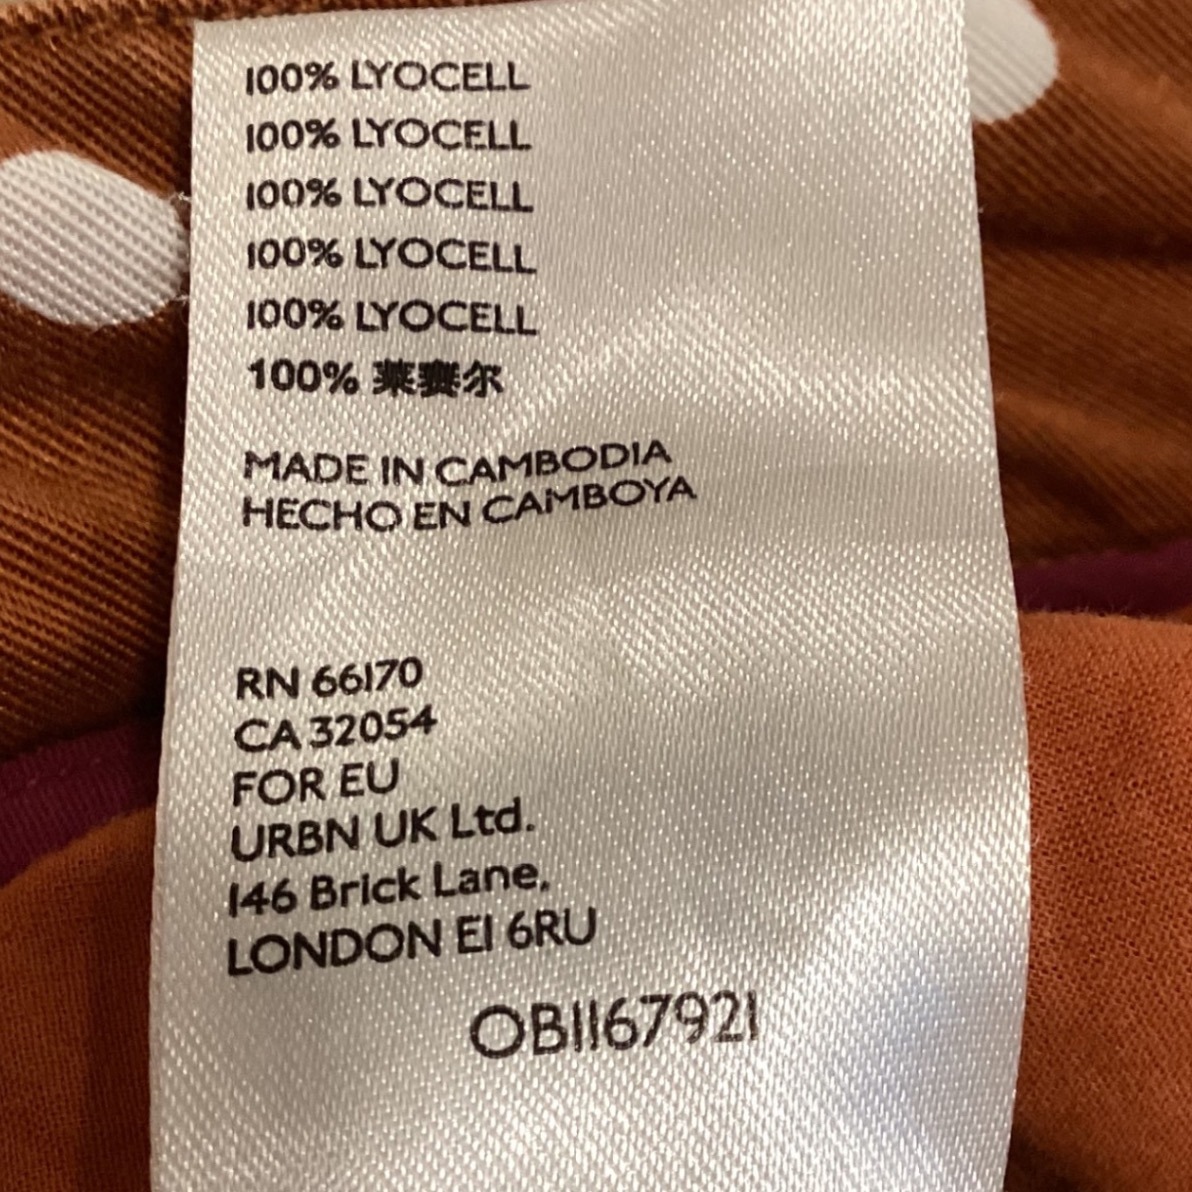 100% LYOCELL
100% LYOCELL
100% LYOCELL
100% LYOCELL
100% LYOCELL
100% 莱赛尔
MADE IN CAMBODIA
HECHO EN CAMBOYA
RN 66170
CA 32054
FOR EU
URBN UK Ltd.
146 Brick Lane,
LONDON E1 6RU
OB1167921